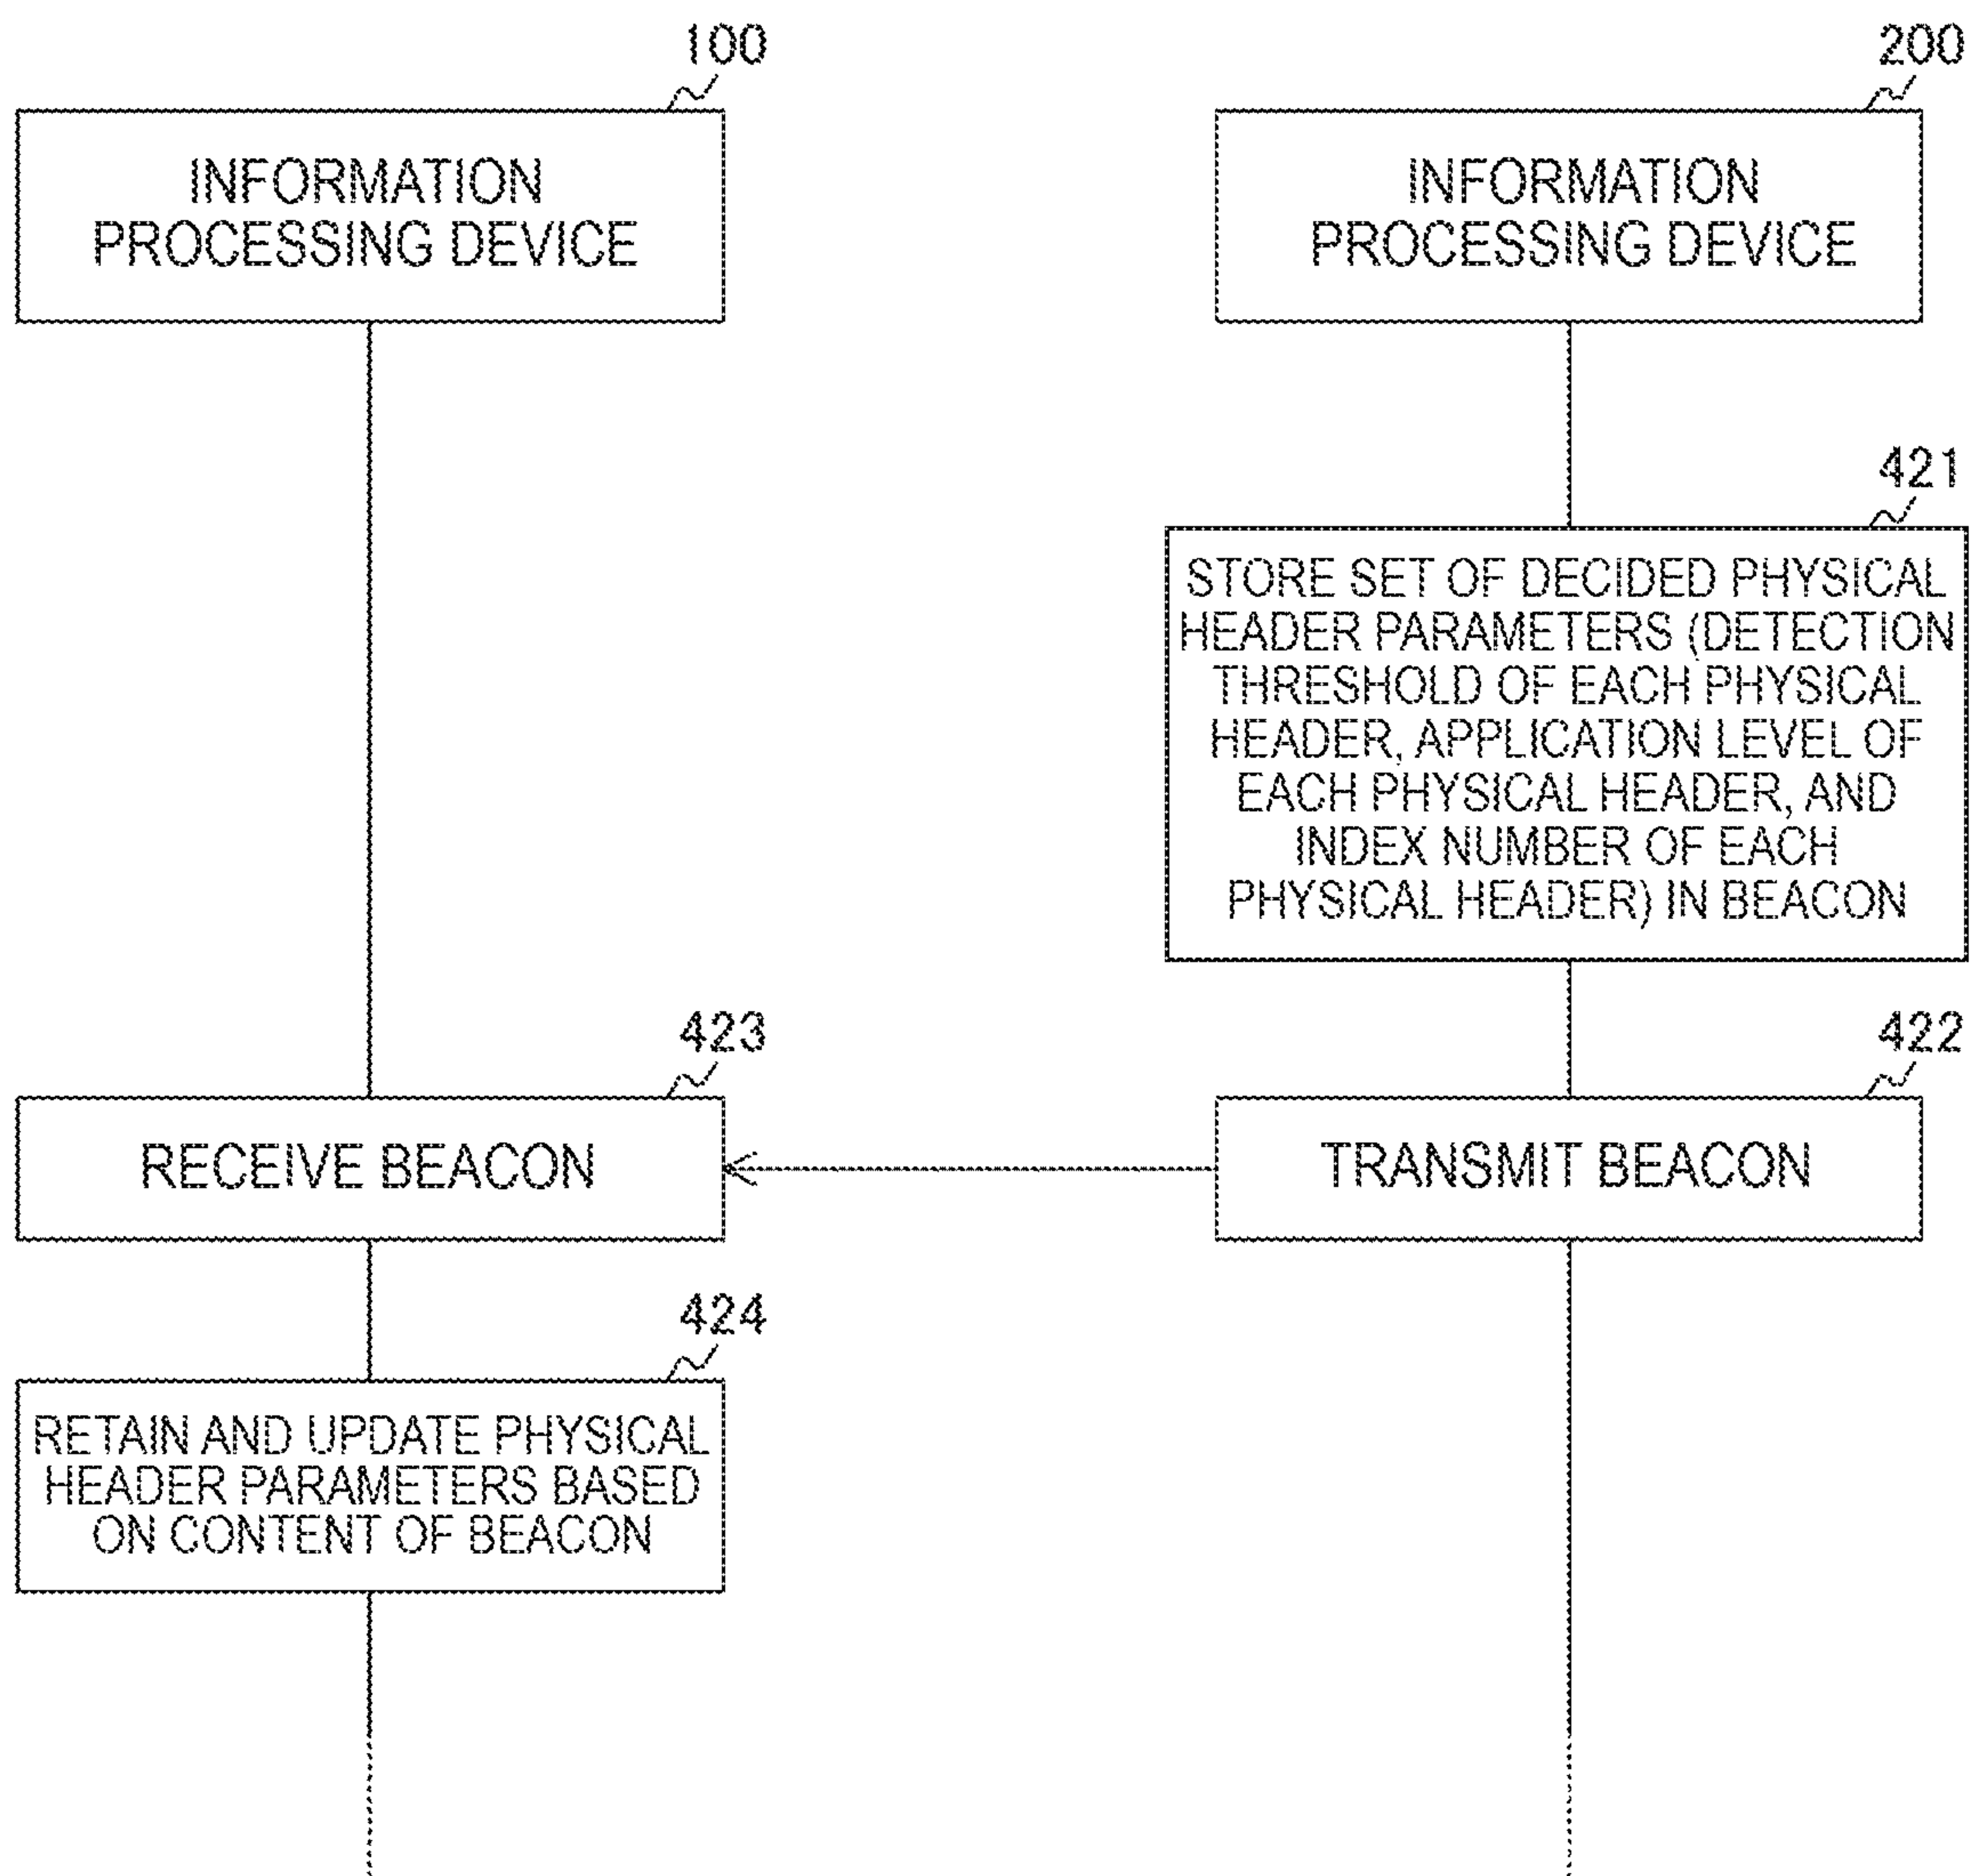 100
200
INFORMATION
PROCESSING DEVICE
INFORMATION
PROCESSING DEVICE
421
STORE SET OF DECIDED PHYSICAL
HEADER PARAMETERS (DETECTION
THRESHOLD OF EACH PHYSICAL
HEADER, APPLICATION LEVEL OF
EACH PHYSICAL HEADER, AND
INDEX NUMBER OF EACH
PHYSICAL HEADER) IN BEACON
423
422
RECEIVE BEACON
TRANSMIT BEACON
424
RETAIN AND UPDATE PHYSICAL
HEADER PARAMETERS BASED
ON CONTENT OF BEACON